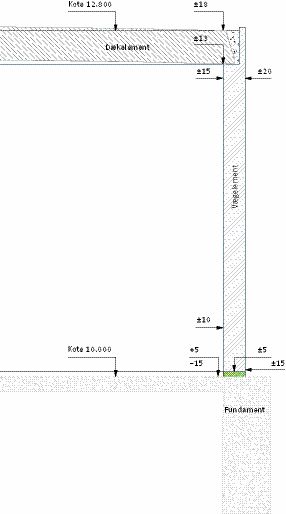 Kote 12.800 ±18
±13
Dækelement
±15 ±20
Vægelement
±10
Kote 10.000 +5 ±5
-15 ±15
Fundament